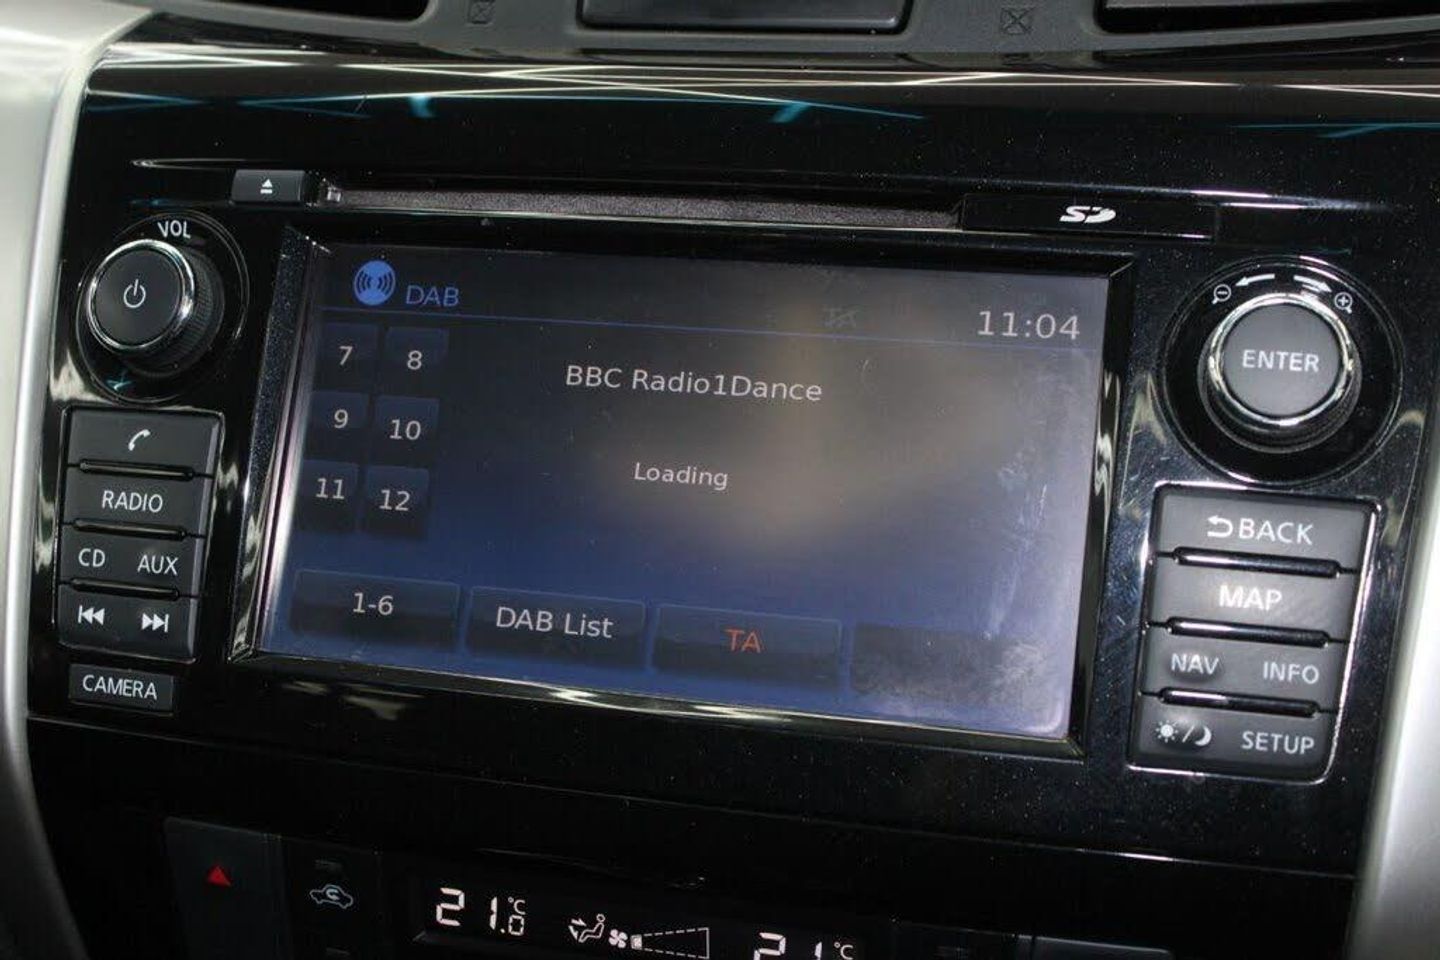 VOL
SD
DAB
TA
11:04
7 8
BBC Radio1Dance
ENTER
9 10
Loading
11 12
RADIO
BACK
CD AUX
1-6 DAB List TA
MAP
NAV INFO
CAMERA
SETUP
21.0 °C
21 °C